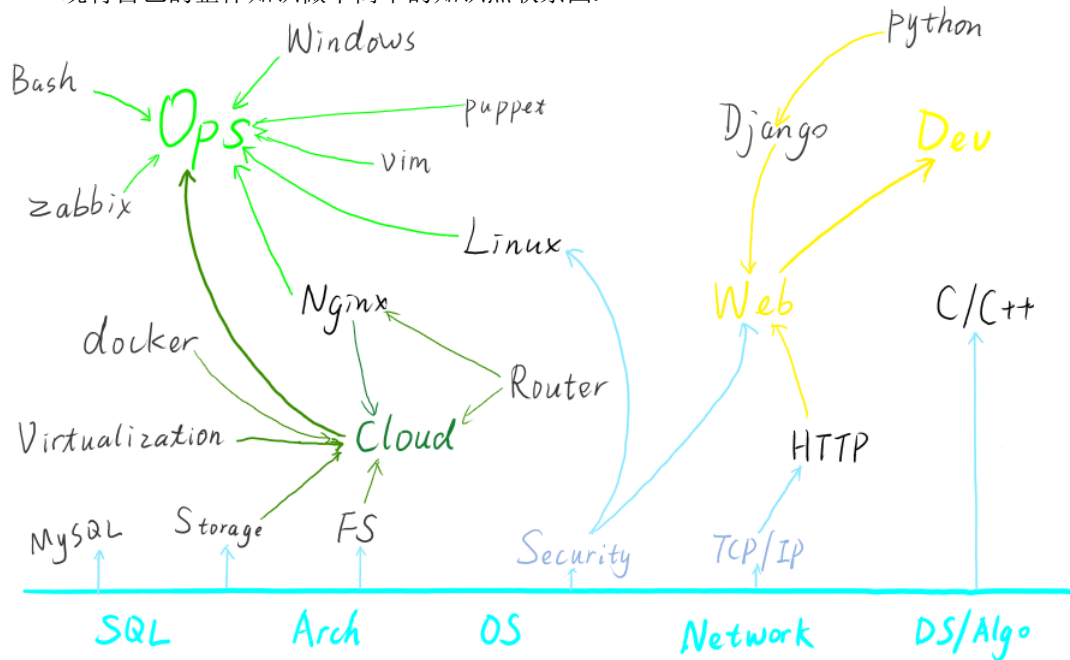 Windows
python
Bash
Ops
puppet
Django
Dev
vim
zabbix
Linux
Nginx
Web
C/C++
docker
Router
Virtualization
Cloud
HTTP
MySQL
Storage
FS
Security
TCP/IP
SQL
Arch
OS
Network
DS/Algo